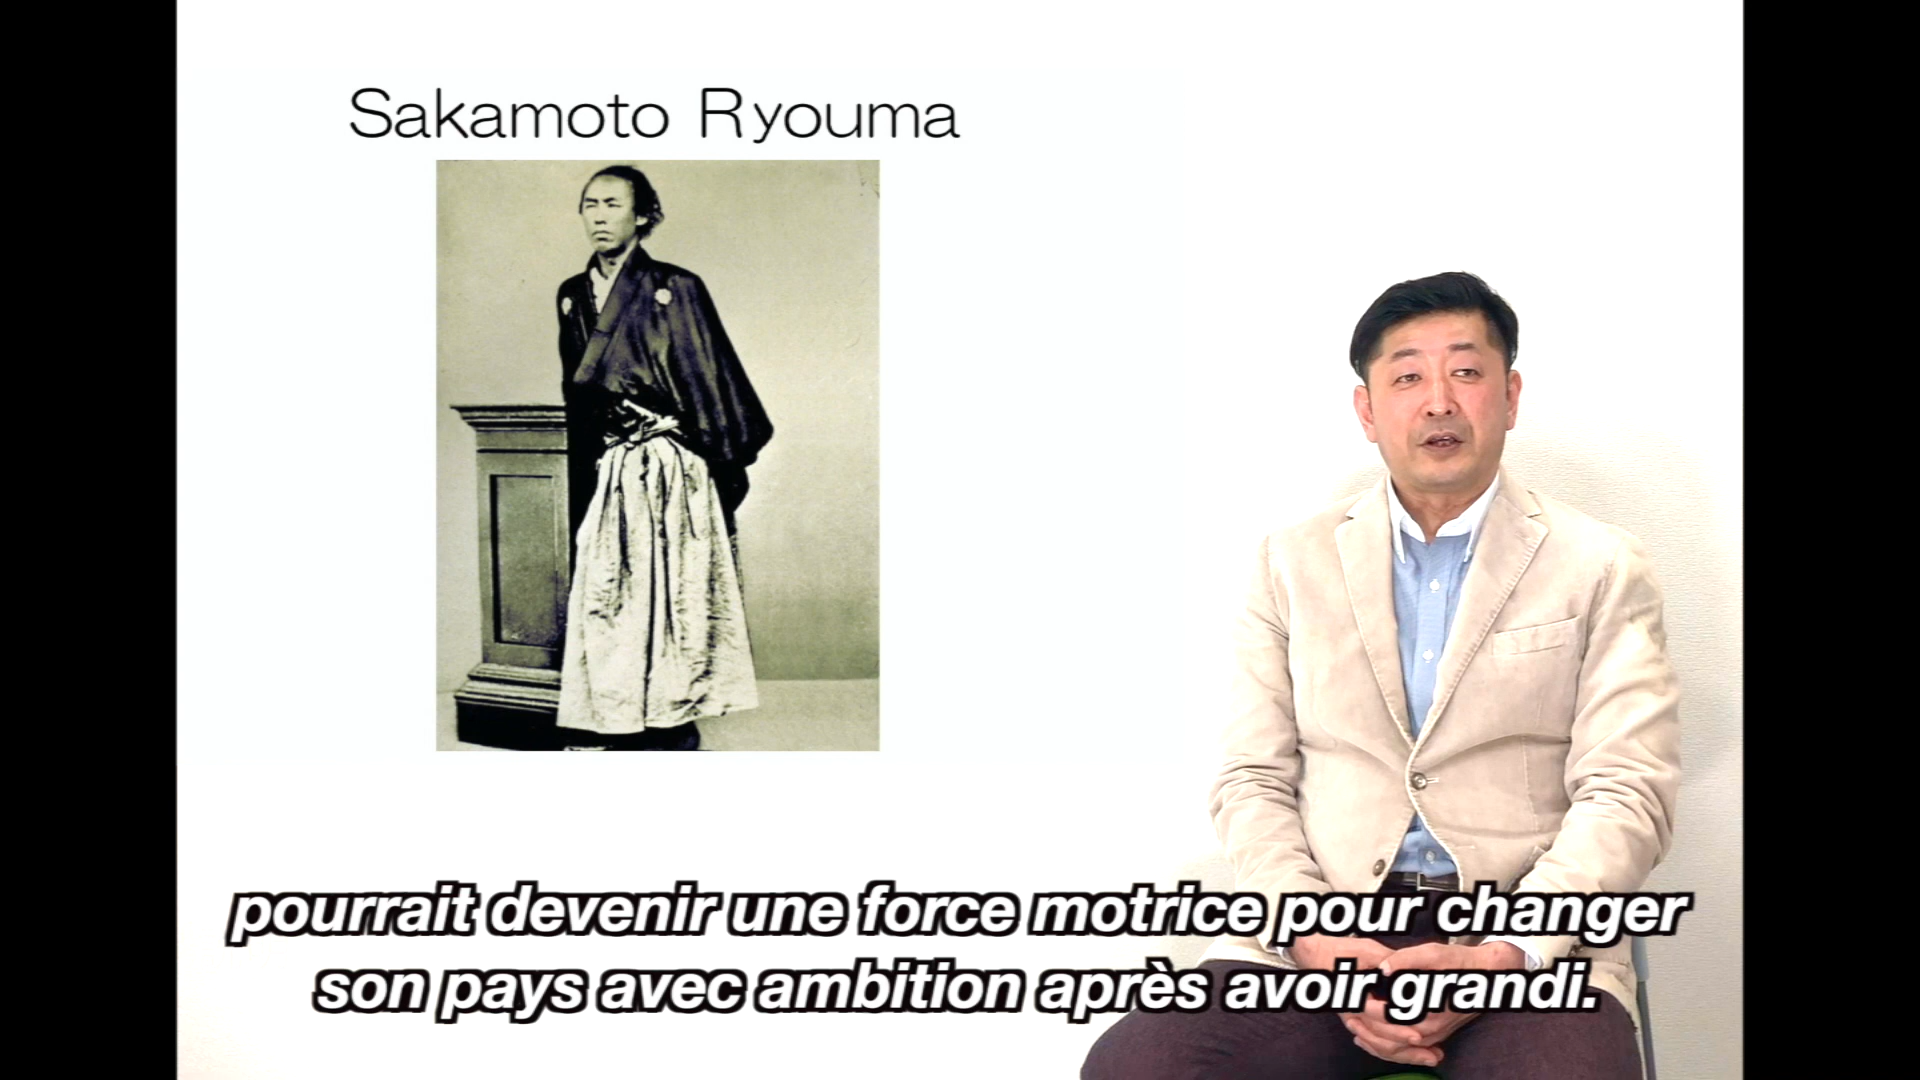 Sakamoto Ryouma
pourrait devenir une force motrice pour changer
son pays avec ambition après avoir grandi.